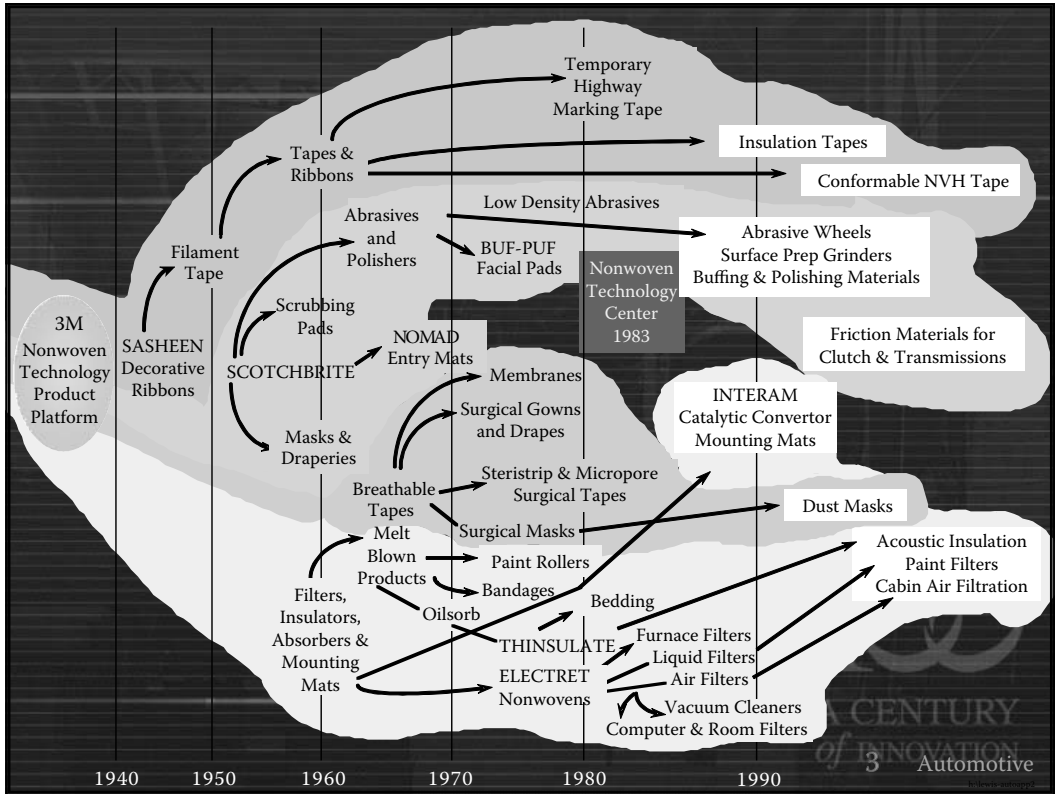 Temporary
Highway
Marking Tape
Tapes &
Ribbons
Insulation Tapes
Conformable NVH Tape
Low Density Abrasives
Abrasives
and
Polishers
BUF-PUF
Facial Pads
Abrasive Wheels
Surface Prep Grinders
Buffing & Polishing Materials
Filament
Tape
Nonwoven
Technology
Center
1983
Scrubbing
Pads
3M
Nonwoven
Technology
Product
Platform
SASHEEN
Decorative
Ribbons
NOMAD
Entry Mats
Friction Materials for
Clutch & Transmissions
SCOTCHBRITE
Membranes
INTERAM
Catalytic Convertor
Mounting Mats
Surgical Gowns
and Drapes
Masks &
Draperies
Steristrip & Micropore
Surgical Tapes
Breathable
Tapes
Dust Masks
Surgical Masks
Melt
Blown
Products
Paint Rollers
Bandages
Acoustic Insulation
Paint Filters
Cabin Air Filtration
Filters,
Insulators,
Absorbers &
Mounting
Mats
Oilsorb
Bedding
THINSULATE
Furnace Filters
Liquid Filters
Air Filters
ELECTRET
Nonwovens
Vacuum Cleaners
Computer & Room Filters
A CENTURY
of INNOVATION
3 Automotive
1940 1950 1960 1970 1980 1990